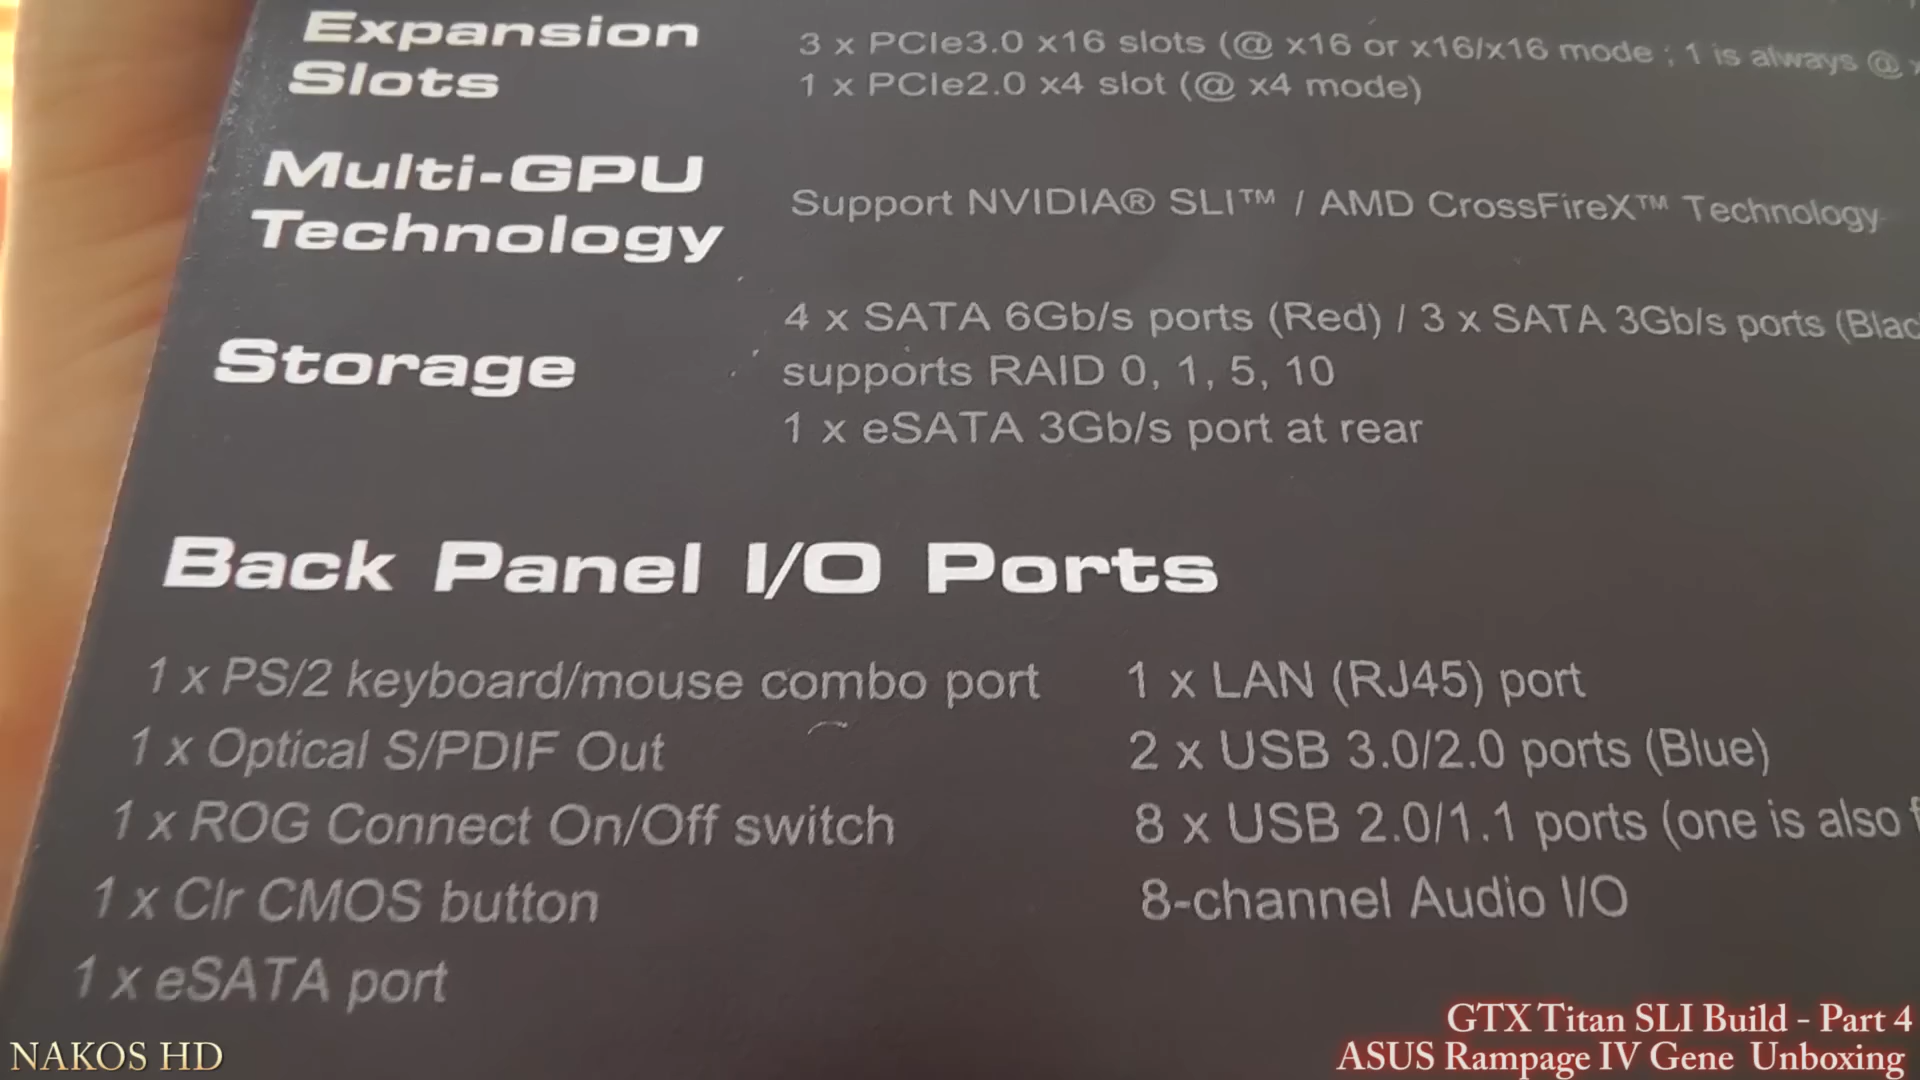 Expansion
Slots
3 x PCIe3.0 x16 slots (@ x16 or x16/x16 mode ; 1 is always @
1 x PCIe2.0 x4 slot (@ x4 mode)
Multi-GPU
Technology
Support NVIDIA® SLI™ / AMD CrossFireX™ Technology
Storage
4 x SATA 6Gb/s ports (Red) / 3 x SATA 3Gb/s ports (Blac
supports RAID 0, 1, 5, 10
1 x eSATA 3Gb/s port at rear
Back Panel I/O Ports
1 x PS/2 keyboard/mouse combo port
1 x Optical S/PDIF Out
1 x ROG Connect On/Off switch
1 x Clr CMOS button
1 x eSATA port
1 x LAN (RJ45) port
2 x USB 3.0/2.0 ports (Blue)
8 x USB 2.0/1.1 ports (one is also
8-channel Audio I/O
NAKOS HD
GTX Titan SLI Build - Part 4
ASUS Rampage IV Gene Unboxing